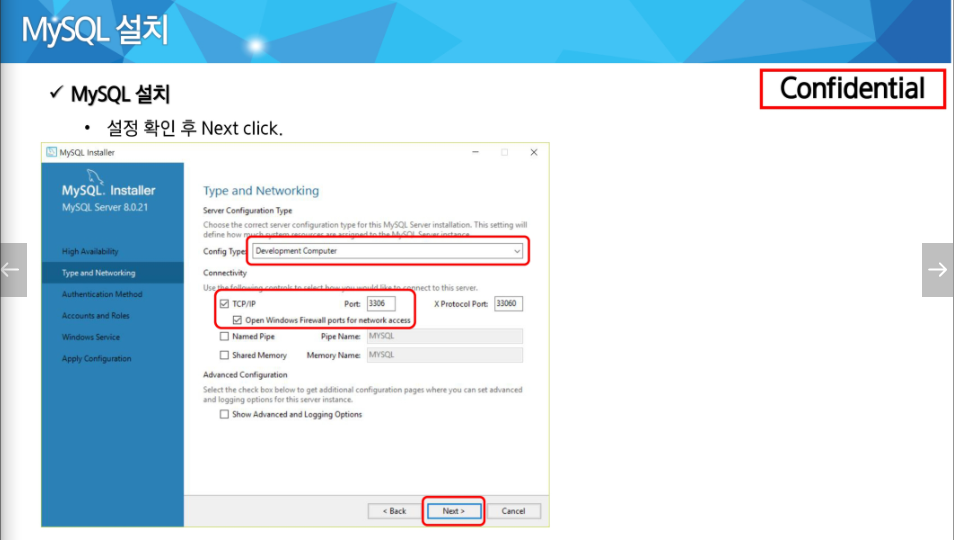 MySQL 설치
Confidential
✓ MySQL 설치
• 설정 확인 후 Next click.
MySQL Installer
MySQL. Installer
MySQL Server 8.0.21
High Availability
Type and Networking
Authentication Method
Accounts and Roles
Windows Service
Apply Configuration
Type and Networking
Server Configuration Type
Choose the correct server configuration type for this MySQL Server installation. This setting will
define how much system resources are assigned to the MySQL Server instance.
Config Type: Development Computer
Connectivity
Use the following controls to select how you would like to connect to this server.
TCP/IP Port: 3306 X Protocol Port: 33060
Open Windows Firewall ports for network access
Named Pipe Pipe Name: MYSQL
Shared Memory Memory Name: MYSQL
Advanced Configuration
Select the check box below to get additional configuration pages where you can set advanced
and logging options for this server instance.
Show Advanced and Logging Options
< Back Next > Cancel